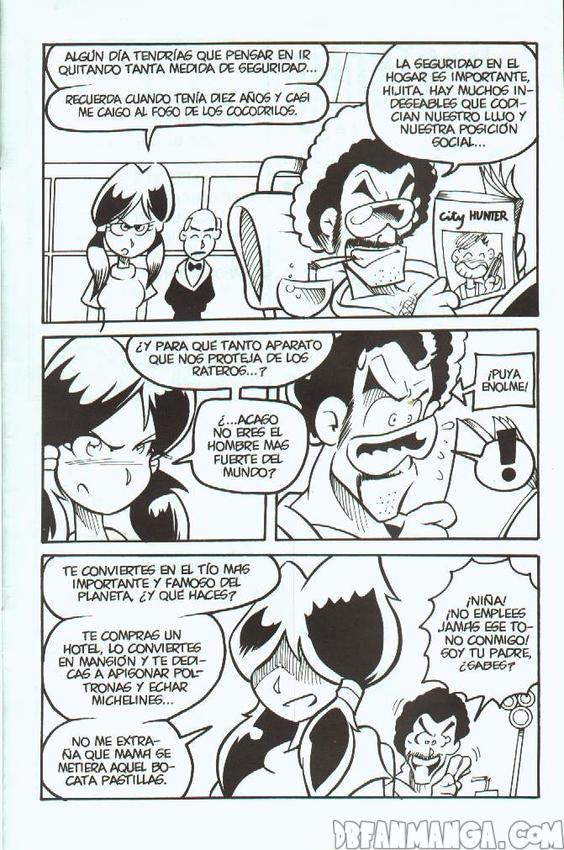 ALGÚN DÍA TENDRÍAS QUE PENSAR EN IR
QUITANDO TANTA MEDIDA DE SEGURIDAD...
RECUERDA CUANDO TENÍA DIEZ AÑOS Y CASI
ME CAIGO AL FOSO DE LOS COCODRILOS.
LA SEGURIDAD EN EL
HOGAR ES IMPORTANTE,
HIJITA. HAY MUCHOS IN-
DESEABLES QUE CODI-
CIAN NUESTRO LUJO Y
NUESTRA POSICIÓN
SOCIAL...
City HUNTER
¿Y PARA QUE TANTO APARATO
QUE NOS PROTEJA DE LOS
RATEROS...?
¿...ACASO
NO ERES EL
HOMBRE MAS
FUERTE DEL
MUNDO?
¡PUYA
ENOLME!
!
TE CONVIERTES EN EL TÍO MAS
IMPORTANTE Y FAMOSO DEL
PLANETA, ¿Y QUE HACES?
TE COMPRAS UN
HOTEL, LO CONVIERTES
EN MANSIÓN Y TE DEDI-
CAS A APISONAR POL-
TRONAS Y ECHAR
MICHELINES...
NO ME EXTRA-
ÑA QUE MAMÁ SE
METIERA AQUEL BO-
CATA PASTILLAS.
¡NIÑA!
¡NO EMPLEES
JAMAS ESE TO-
NO CONMIGO!
SOY TU PADRE,
¿SABES?
DBFANMANGA.COM